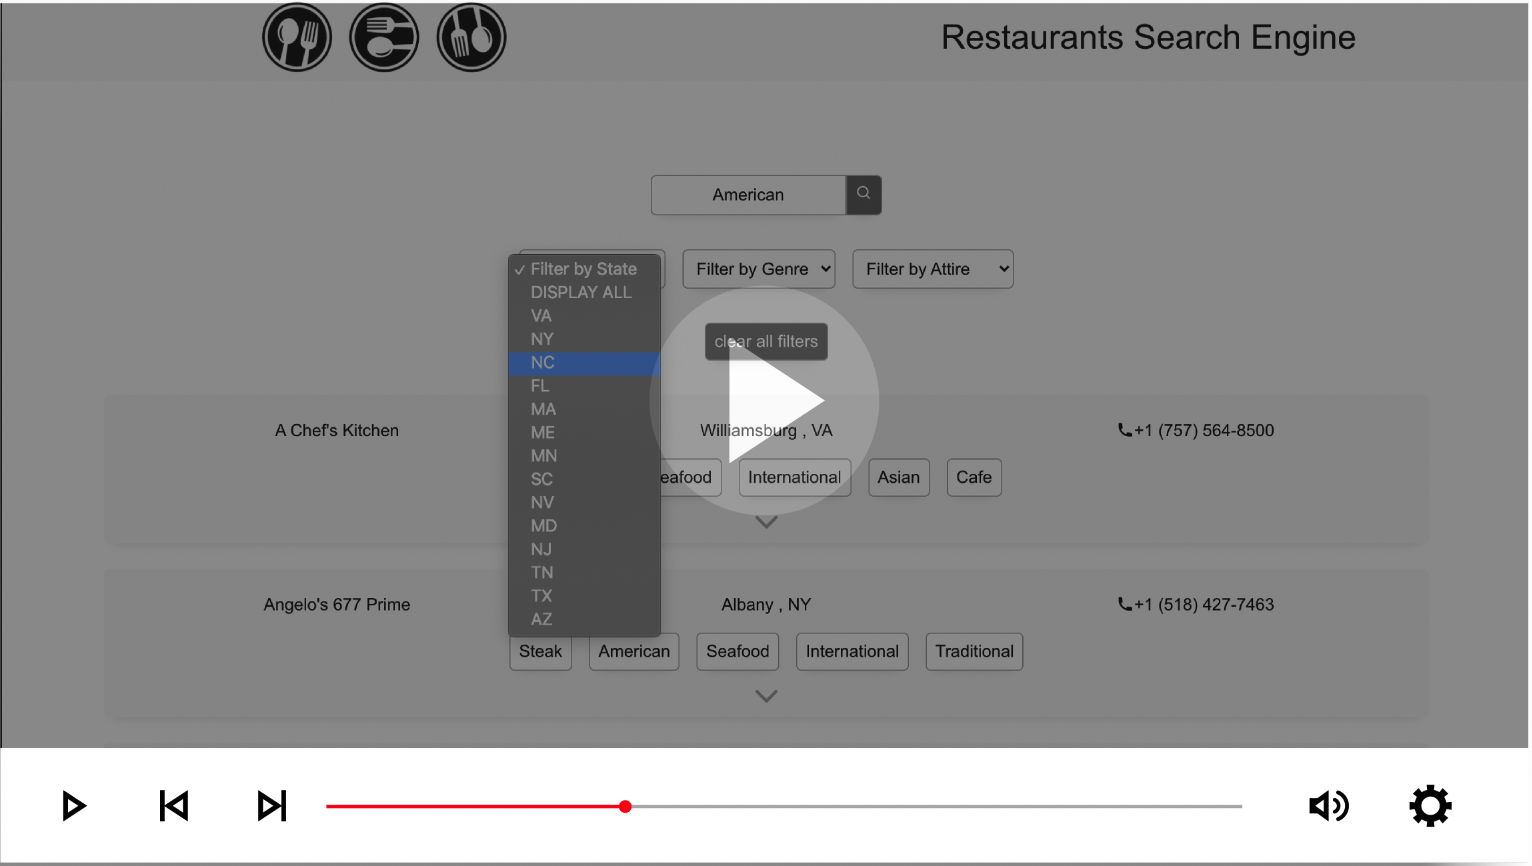 Restaurants Search Engine
American
Filter by State
Filter by Genre
Filter by Attire
DISPLAY ALL
VA
NY
NC
FL
MA
ME
MN
SC
NV
MD
NJ
TN
TX
AZ
clear all filters
A Chef's Kitchen
Williamsburg , VA
+1 (757) 564-8500
eafood
International
Asian
Cafe
Angelo's 677 Prime
Albany , NY
+1 (518) 427-7463
Steak
American
Seafood
International
Traditional